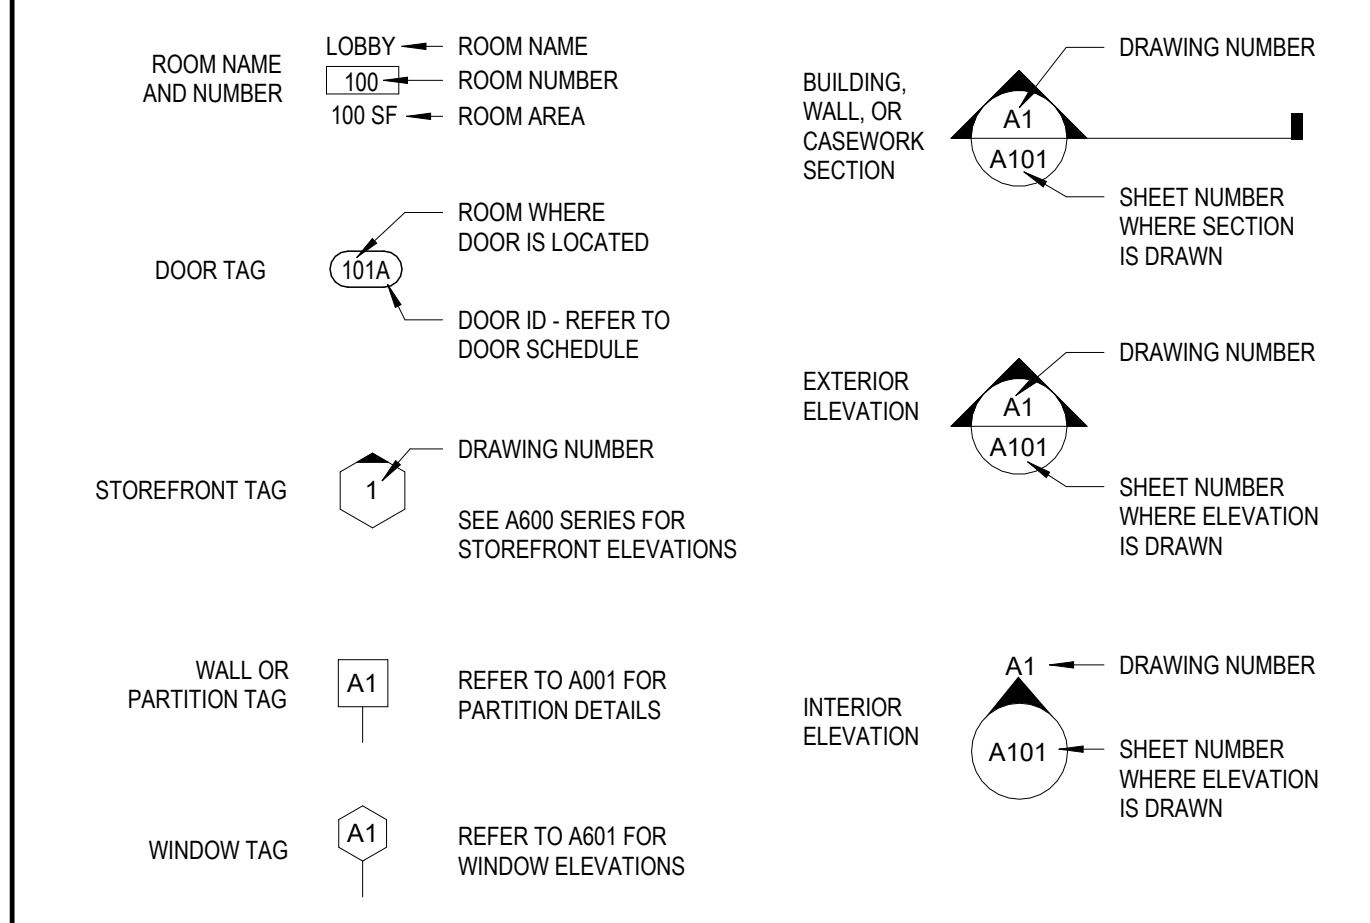 ROOM NAME
AND NUMBER
LOBBY
100
100 SF
ROOM NAME
ROOM NUMBER
ROOM AREA
DOOR TAG
101A
ROOM WHERE
DOOR IS LOCATED
DOOR ID - REFER TO
DOOR SCHEDULE
STOREFRONT TAG
1
DRAWING NUMBER
SEE A600 SERIES FOR
STOREFRONT ELEVATIONS
WALL OR
PARTITION TAG
A1
REFER TO A001 FOR
PARTITION DETAILS
WINDOW TAG
A1
REFER TO A601 FOR
WINDOW ELEVATIONS
BUILDING,
WALL, OR
CASEWORK
SECTION
A1
A101
DRAWING NUMBER
SHEET NUMBER
WHERE SECTION
IS DRAWN
EXTERIOR
ELEVATION
A1
A101
DRAWING NUMBER
SHEET NUMBER
WHERE ELEVATION
IS DRAWN
INTERIOR
ELEVATION
A1
A101
DRAWING NUMBER
SHEET NUMBER
WHERE ELEVATION
IS DRAWN